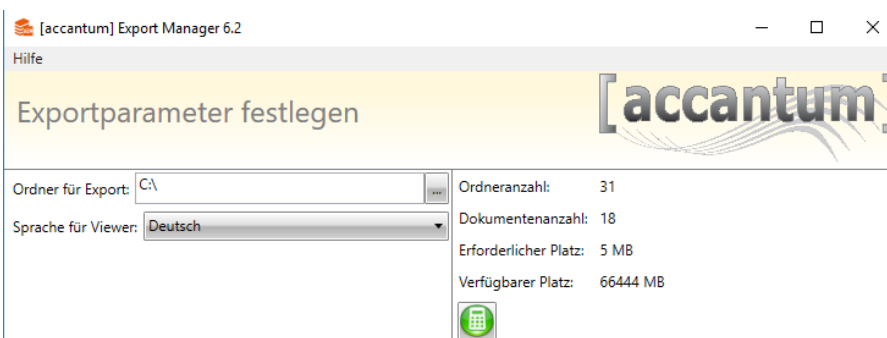 [accantum] Export Manager 6.2
Hilfe
Exportparameter festlegen
[accantum]
Ordner für Export: C:\ ...
Sprache für Viewer: Deutsch
Ordneranzahl: 31
Dokumentenanzahl: 18
Erforderlicher Platz: 5 MB
Verfügbarer Platz: 66444 MB